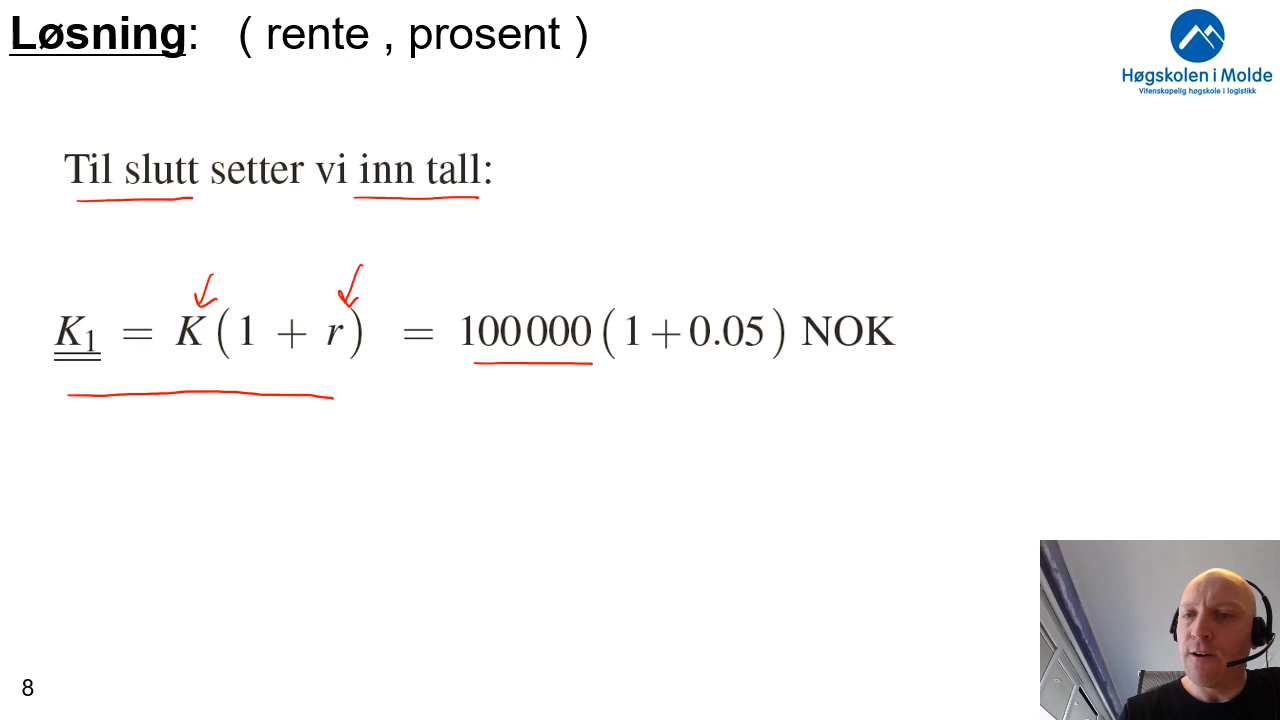 Løsning: ( rente , prosent )
Høgskolen i Molde
Vitenskapelig høgskole i logistikk
Til slutt setter vi inn tall:
K₁ = K(1 + r) = 100 000(1+0.05) NOK
8